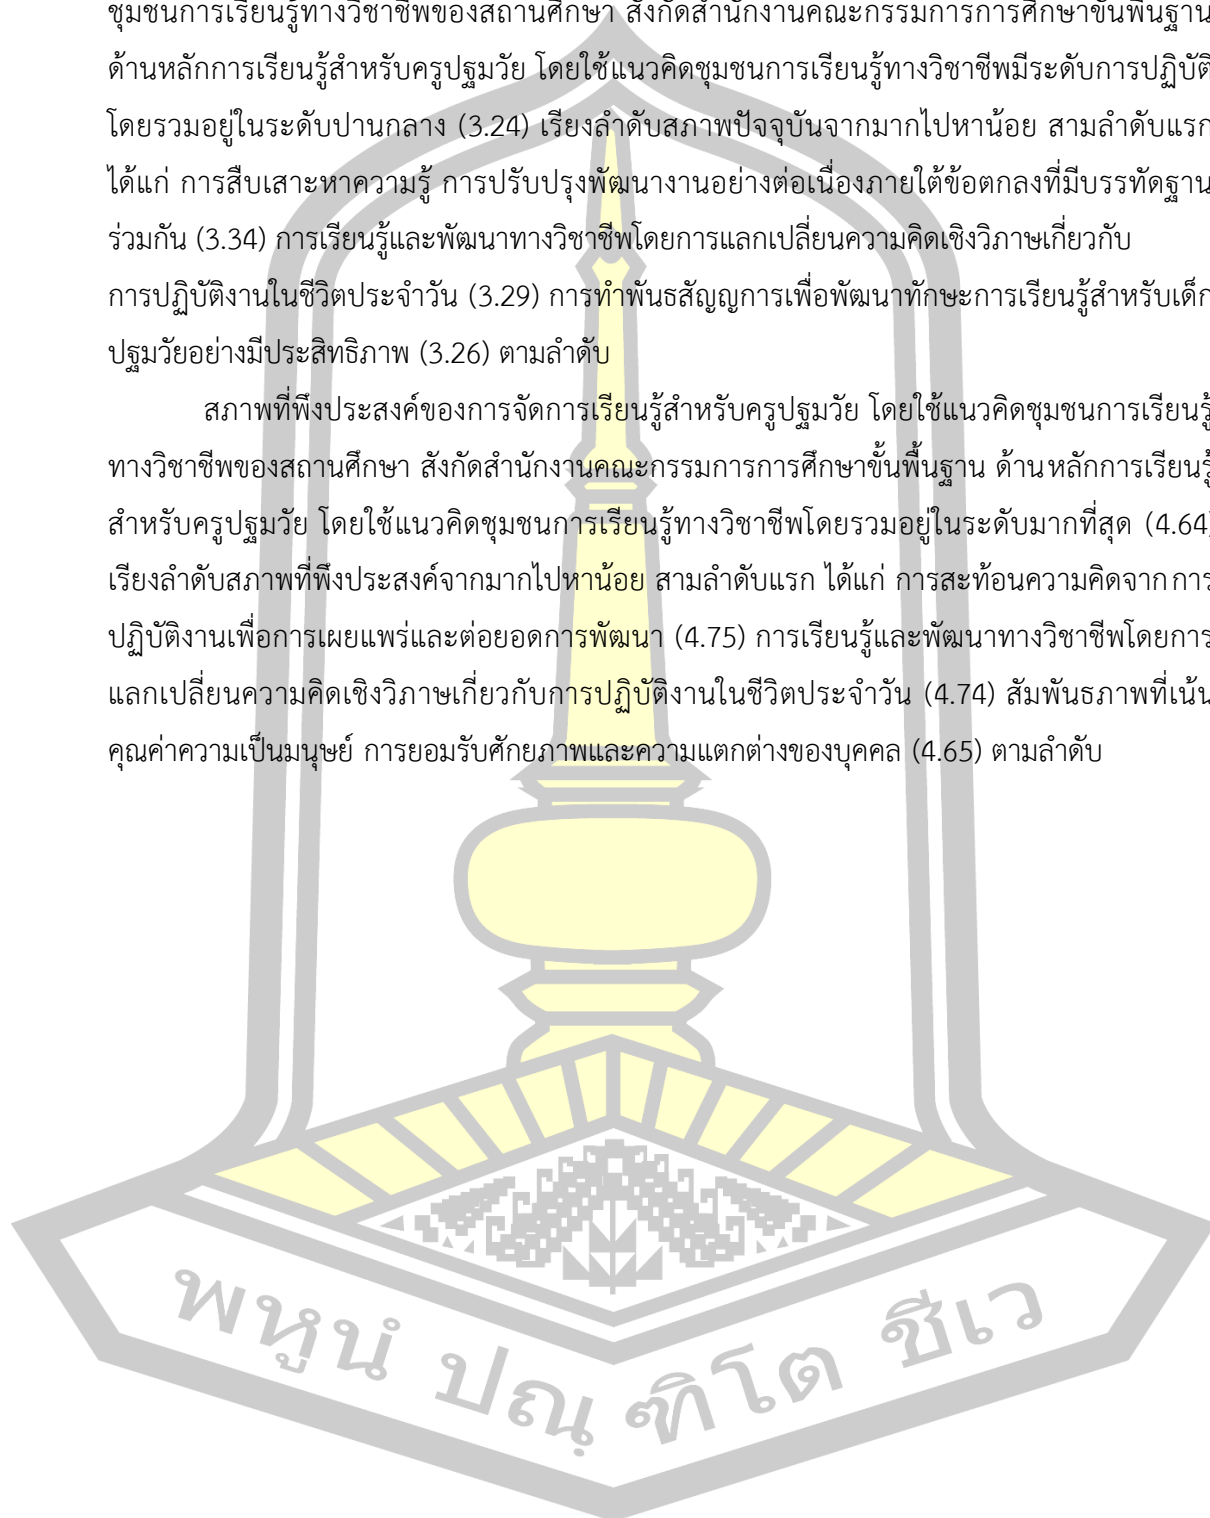 ชุมชนการเรียนรู้ทางวิชาชีพของสถานศึกษา สังกัดสำนักงานคณะกรรมการการศึกษาขั้นพื้นฐาน
ด้านหลักการเรียนรู้สำหรับครูปฐมวัย โดยใช้แนวคิดชุมชนการเรียนรู้ทางวิชาชีพมีระดับการปฏิบัติ
โดยรวมอยู่ในระดับปานกลาง (3.24) เรียงลำดับสภาพปัจจุบันจากมากไปหาน้อย สามลำดับแรก
ได้แก่ การสืบเสาะหาความรู้ การปรับปรุงพัฒนางานอย่างต่อเนื่องภายใต้ข้อตกลงที่มีบรรทัดฐาน
ร่วมกัน (3.34) การเรียนรู้และพัฒนาทางวิชาชีพโดยการแลกเปลี่ยนความคิดเชิงวิภาษเกี่ยวกับ
การปฏิบัติงานในชีวิตประจำวัน (3.29) การทำพันธสัญญการเพื่อพัฒนาทักษะการเรียนรู้สำหรับเด็ก
ปฐมวัยอย่างมีประสิทธิภาพ (3.26) ตามลำดับ
สภาพที่พึงประสงค์ของการจัดการเรียนรู้สำหรับครูปฐมวัย โดยใช้แนวคิดชุมชนการเรียนรู้
ทางวิชาชีพของสถานศึกษา สังกัดสำนักงานคณะกรรมการการศึกษาขั้นพื้นฐาน ด้านหลักการเรียนรู้
สำหรับครูปฐมวัย โดยใช้แนวคิดชุมชนการเรียนรู้ทางวิชาชีพโดยรวมอยู่ในระดับมากที่สุด (4.64)
เรียงลำดับสภาพที่พึงประสงค์จากมากไปหาน้อย สามลำดับแรก ได้แก่ การสะท้อนความคิดจากการ
ปฏิบัติงานเพื่อการเผยแพร่และต่อยอดการพัฒนา (4.75) การเรียนรู้และพัฒนาทางวิชาชีพโดยการ
แลกเปลี่ยนความคิดเชิงวิภาษเกี่ยวกับการปฏิบัติงานในชีวิตประจำวัน (4.74) สัมพันธภาพที่เน้น
คุณค่าความเป็นมนุษย์ การยอมรับศักยภาพและความแตกต่างของบุคคล (4.65) ตามลำดับ
พหูนํ ปณฺฑิโต ชีเว